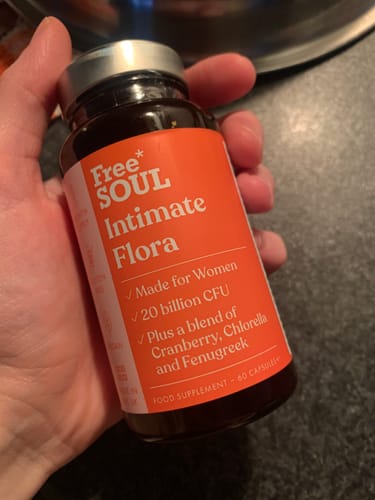 Free*
SOUL
Intimate
Flora
✓ Made for Women
✓ 20 billion CFU
✓ Plus a blend of
Cranberry, Chlorella
and Fenugreek
FOOD SUPPLEMENT – 60 CAPSULES